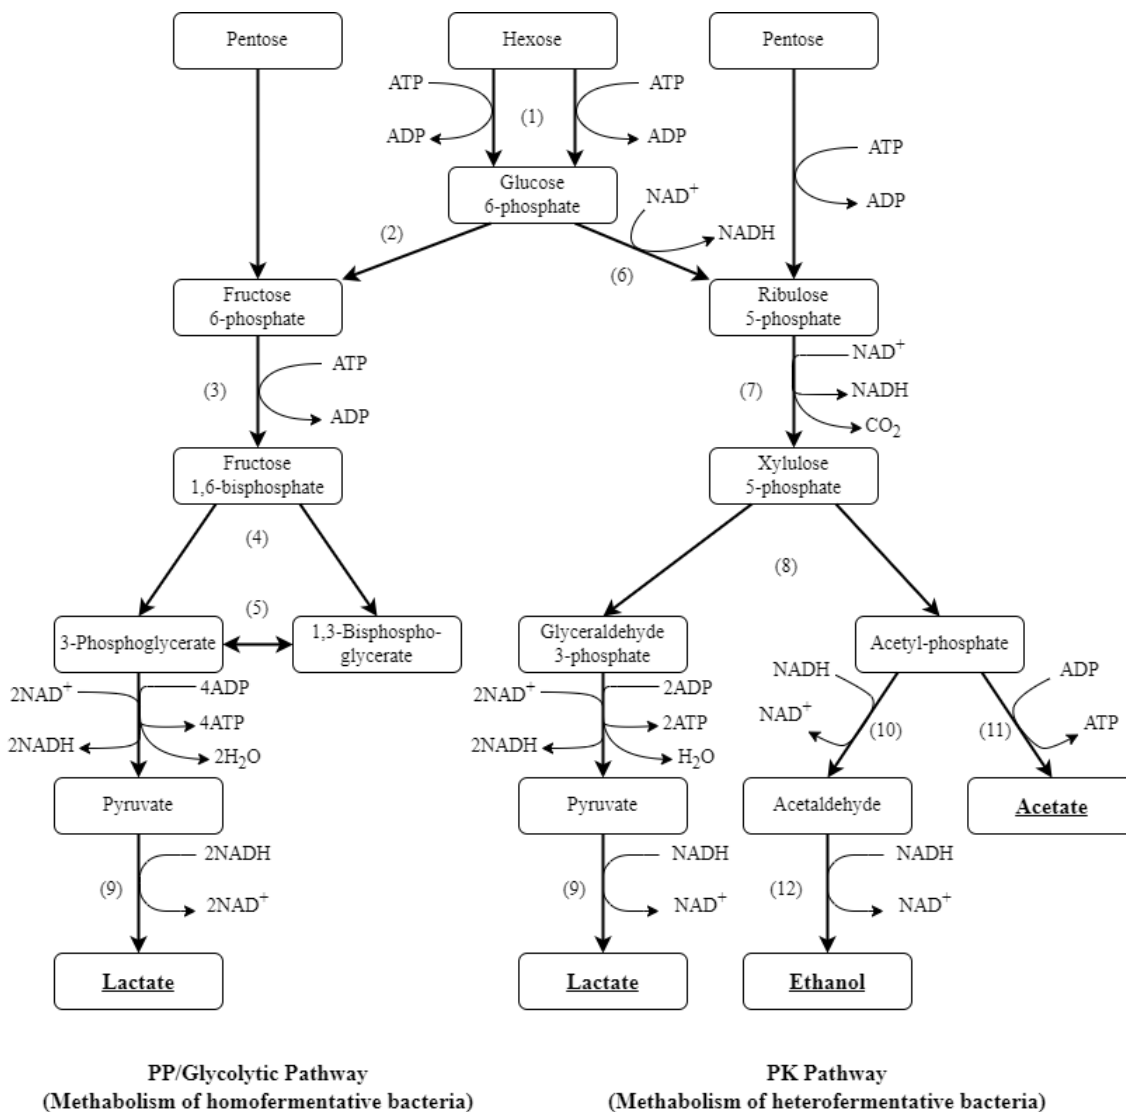 Pentose
Hexose
Pentose
ATP
ATP
(1)
ADP
ADP
ATP
ADP
Glucose
6-phosphate
NAD+
NADH
(2)
(6)
Fructose
6-phosphate
Ribulose
5-phosphate
ATP
(3)
ADP
NAD+
(7)
NADH
CO2
Fructose
1,6-bisphosphate
Xylulose
5-phosphate
(4)
(8)
(5)
3-Phosphoglycerate
1,3-Bisphospho-
glycerate
Glyceraldehyde
3-phosphate
Acetyl-phosphate
2NAD+
4ADP
4ATP
2NADH
2H2O
2NAD+
2ADP
2ATP
2NADH
H2O
NADH
NAD+
(10)
ADP
(11)
ATP
Pyruvate
Pyruvate
Acetaldehyde
Acetate
2NADH
(9)
2NAD+
NADH
(9)
NAD+
NADH
(12)
NAD+
Lactate
Lactate
Ethanol
PP/Glycolytic Pathway
(Methabolism of homofermentative bacteria)
PK Pathway
(Methabolism of heterofermentative bacteria)